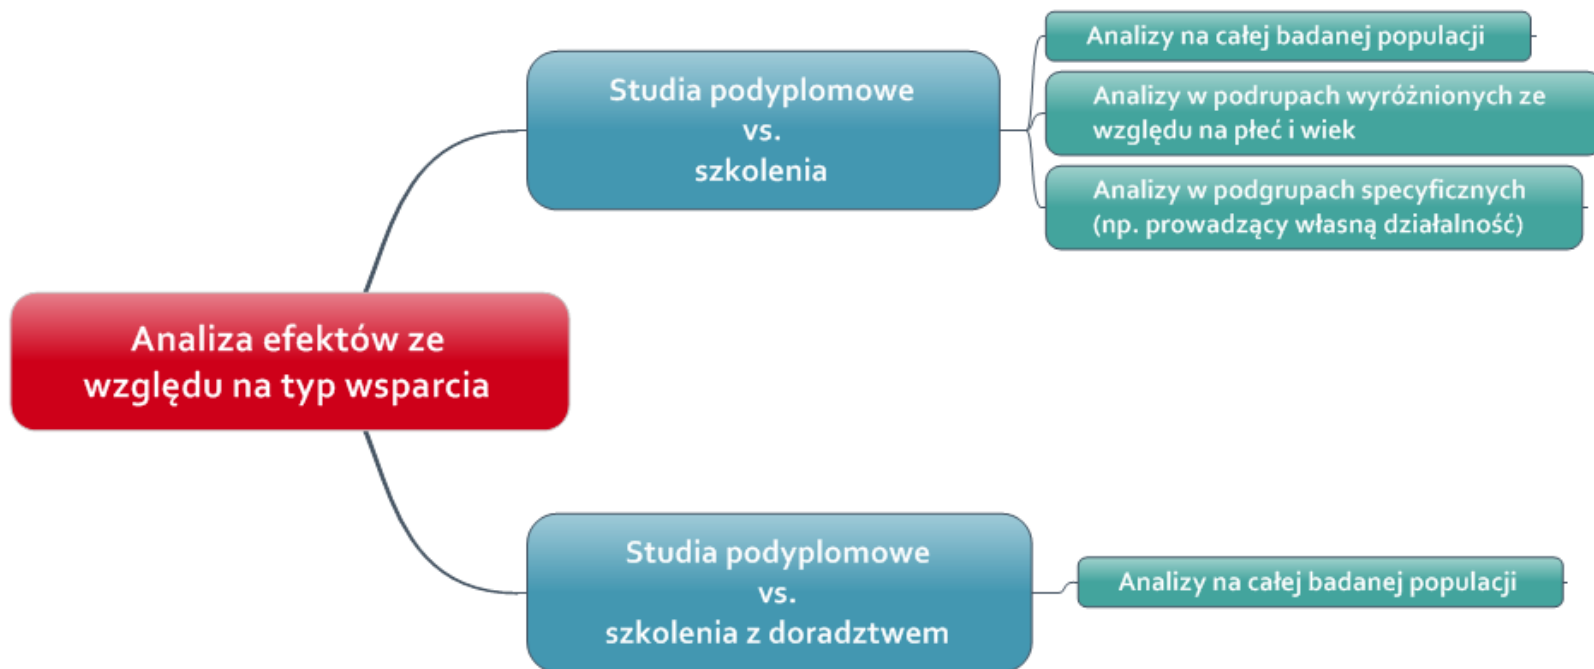 Analiza efektów ze
względu na typ wsparcia
Studia podyplomowe
vs.
szkolenia
Analizy na całej badanej populacji
Analizy w podrupach wyróżnionych ze
względu na płeć i wiek
Analizy w podgrupach specyficznych
(np. prowadzący własną działalność)
Studia podyplomowe
vs.
szkolenia z doradztwem
Analizy na całej badanej populacji